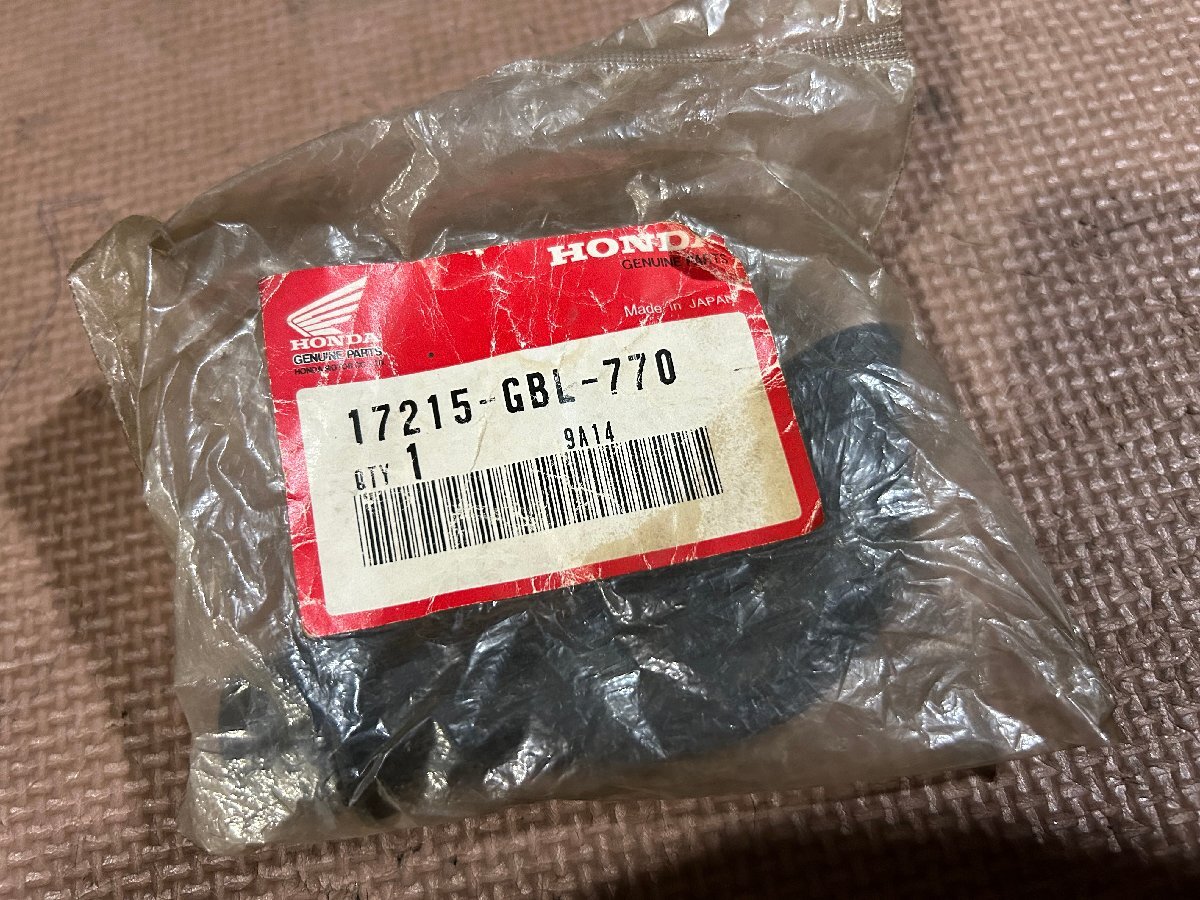 HONDA
GENUINE PARTS
Made in JAPAN
HONDA
GENUINE PARTS
17215-GBL-770
9A14
QTY 1